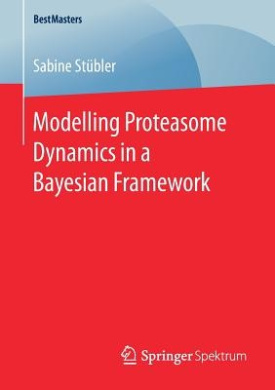 BestMasters
Sabine Stübler
Modelling Proteasome
Dynamics in a
Bayesian Framework
Springer Spektrum